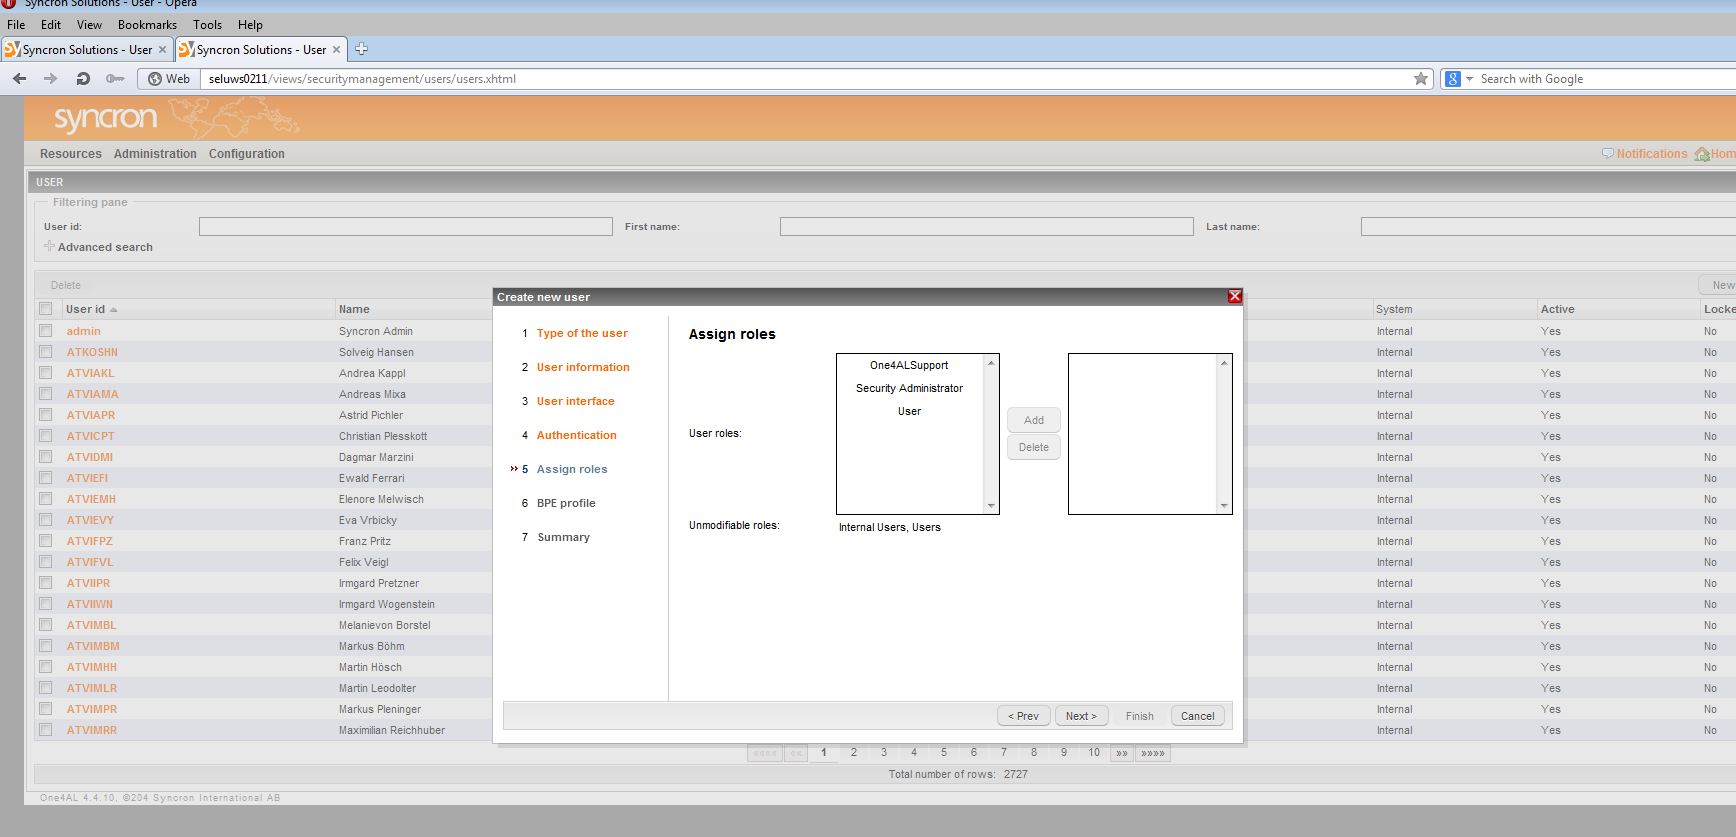 Syncron Solutions - User - Opera
File Edit View Bookmarks Tools Help
Syncron Solutions - User Syncron Solutions - User
Web seluws0211/views/securitymanagement/users/users.xhtml Search with Google
syncron
Resources Administration Configuration Notifications Hom
USER
Filtering pane
User id: First name: Last name:
Advanced search
Delete New
User id Name System Active Locke
admin Syncron Admin Internal Yes No
ATKOSHN Solveig Hansen Internal Yes No
ATVIAKL Andrea Kappl Internal Yes No
ATVIAMA Andreas Mixa Internal Yes No
ATVIAPR Astrid Pichler Internal Yes No
ATVICPT Christian Plesskott Internal Yes No
ATVIDMI Dagmar Marzini Internal Yes No
ATVIEFI Ewald Ferrari Internal Yes No
ATVIEMH Elenore Melwisch Internal Yes No
ATVIEVY Eva Vrbicky Internal Yes No
ATVIFPZ Franz Pritz Internal Yes No
ATVIFVL Felix Veigl Internal Yes No
ATVIIPR Irmgard Pretzner Internal Yes No
ATVIIWN Irmgard Wogenstein Internal Yes No
ATVIMBL Melanievon Borstel Internal Yes No
ATVIMBM Markus Böhm Internal Yes No
ATVIMHH Martin Hösch Internal Yes No
ATVIMLR Martin Leodolter Internal Yes No
ATVIMPR Markus Pleninger Internal Yes No
ATVIMRR Maximilian Reichhuber Internal Yes No
Create new user
1 Type of the user
2 User information
3 User interface
4 Authentication
»5 Assign roles
6 BPE profile
7 Summary
Assign roles
User roles:
One4ALSupport
Security Administrator
User
Add
Delete
Unmodifiable roles: Internal Users, Users
< Prev Next > Finish Cancel
«««« «« 1 2 3 4 5 6 7 8 9 10 »» »»»»
Total number of rows: 2727
One4AL 4.4.10, ©204 Syncron International AB